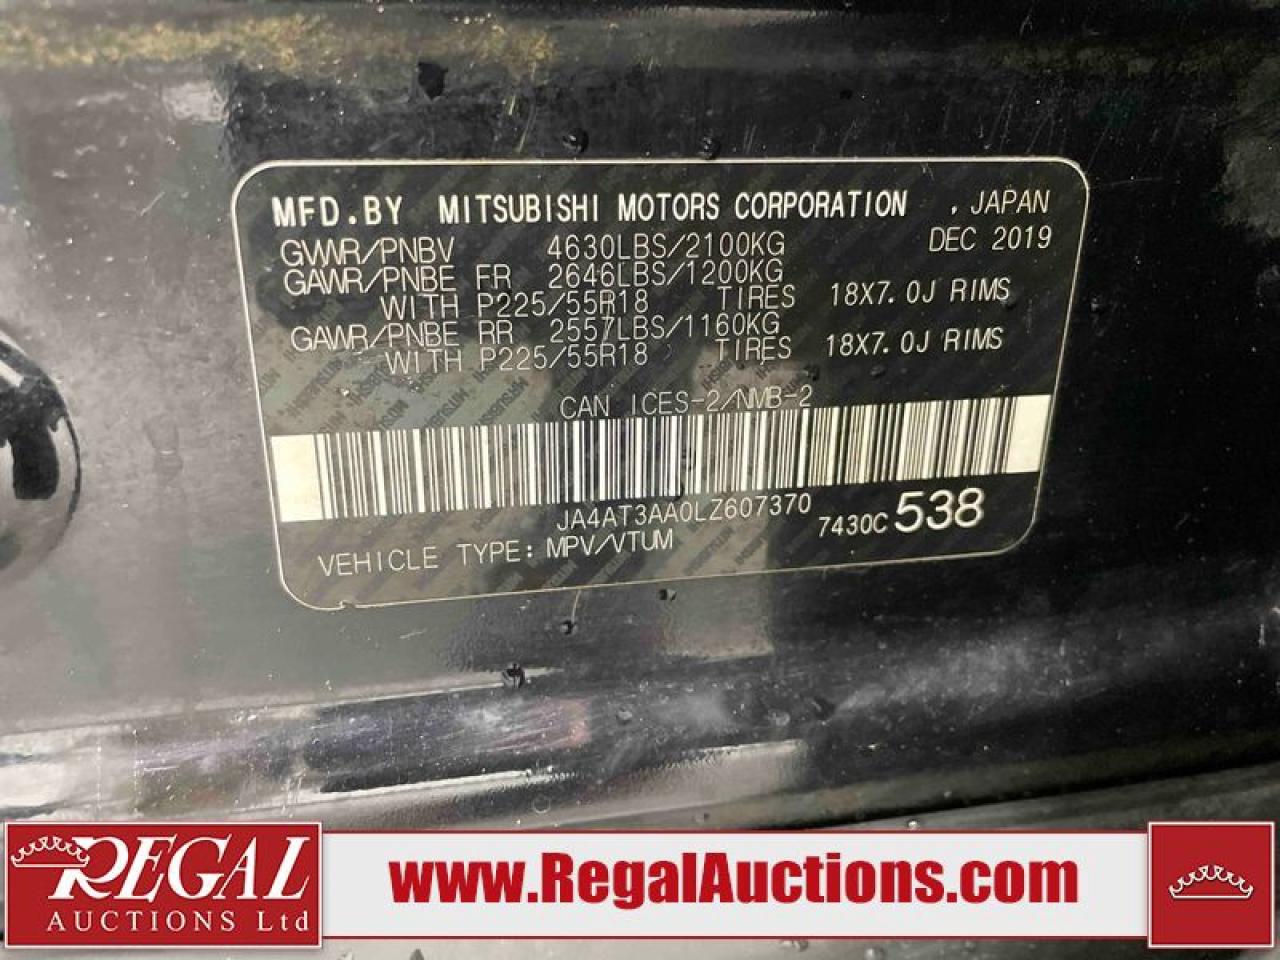 MFD.BY MITSUBISHI MOTORS CORPORATION , JAPAN
GVWR/PNBV 4630LBS/2100KG DEC 2019
GAWR/PNBE FR 2646LBS/1200KG
WITH P225/55R18 TIRES 18X7.0J RIMS
GAWR/PNBE RR 2557LBS/1160KG
WITH P225/55R18 TIRES 18X7.0J RIMS
CAN ICES-2/NMB-2
JA4AT3AA0LZ607370 7430C 538
VEHICLE TYPE: MPV/VTUM
REGAL
AUCTIONS Ltd
www.RegalAuctions.com